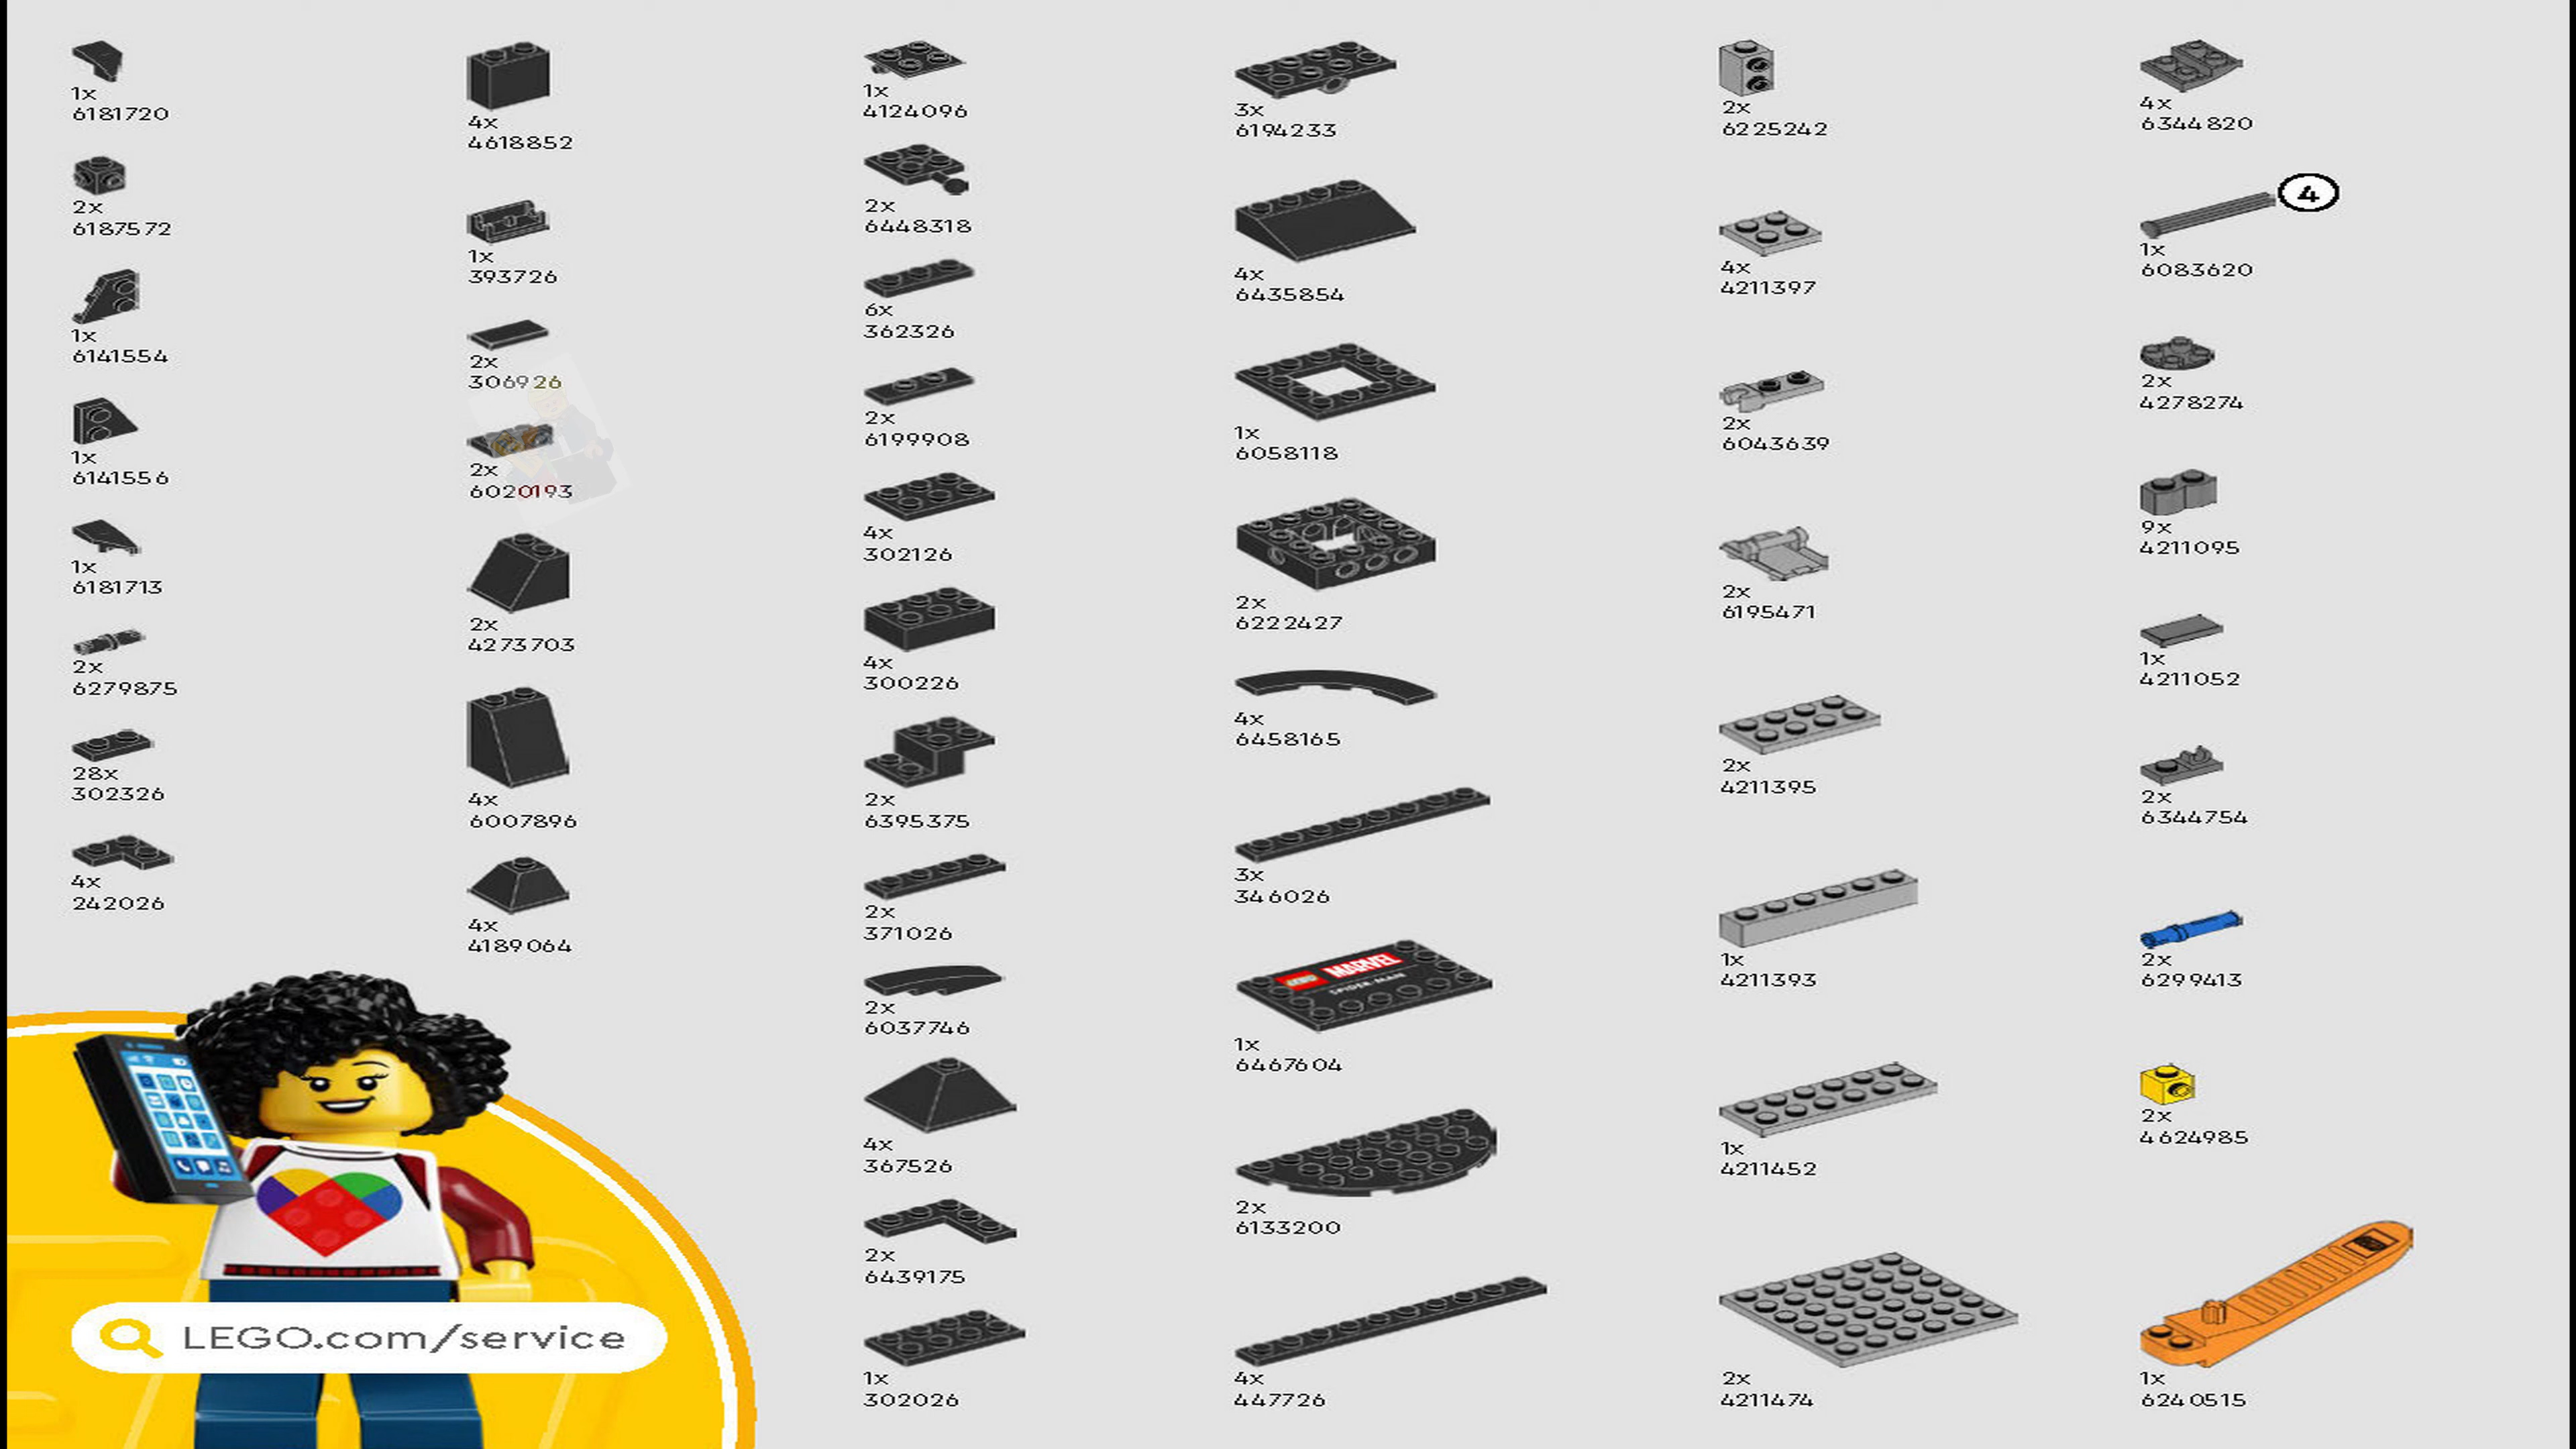 1x
6181720
2x
6187572
1x
6141554
1x
6141556
1x
6181713
2x
6279875
28x
302326
4x
242026
4x
4618852
1x
393726
2x
306926
2x
6020193
2x
4273703
4x
6007896
4x
4189064
1x
4124096
2x
6448318
6x
362326
2x
6199908
4x
302126
4x
300226
2x
6395375
2x
371026
2x
6037746
4x
367526
2x
6439175
1x
302026
3x
6194233
4x
6435854
1x
6058118
2x
6222427
4x
6458165
3x
346026
LEGO MARVEL
SPIDER-MAN
1x
6467604
2x
6133200
4x
447726
2x
6225242
4x
4211397
2x
6043639
2x
6195471
2x
4211395
1x
4211393
1x
4211452
2x
4211474
4x
6344820
4
1x
6083620
2x
4278274
9x
4211095
1x
4211052
2x
6344754
2x
6299413
2x
4624985
1x
6240515
LEGO.com/service